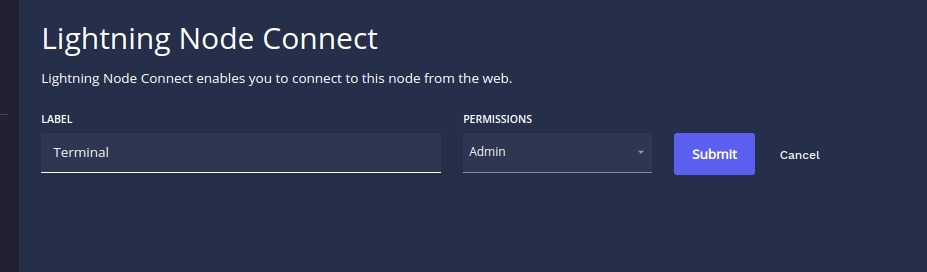 Lightning Node Connect
Lightning Node Connect enables you to connect to this node from the web.
LABEL
PERMISSIONS
Terminal
Admin
Submit
Cancel